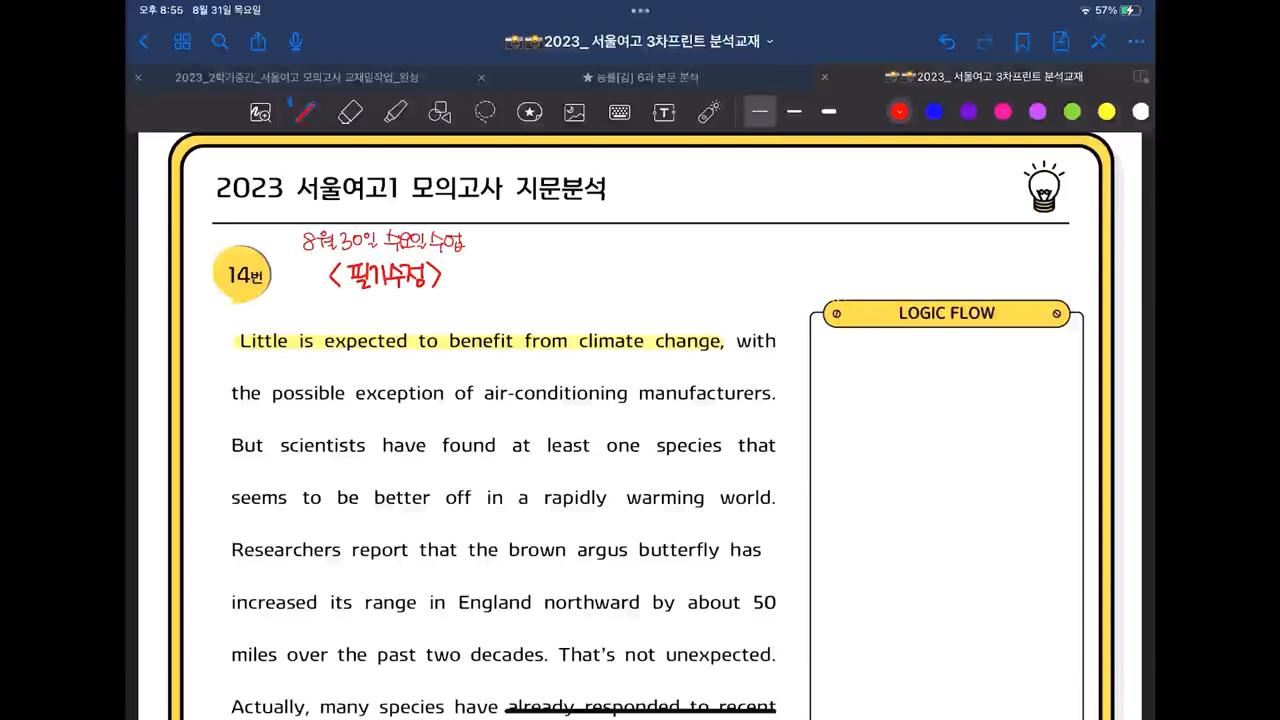 오후 8:55 8월 31일 목요일
57%
2023_ 서울여고 3차프린트 분석교재
2023_2학기중간_서울여고 모의고사 교재밑작업_완성
★ 능률[김] 6과 본문 분석
2023_ 서울여고 3차프린트 분석교재
2023 서울여고1 모의고사 지문분석
8월 30일 수요일 수업
<필기수정>
14번
LOGIC FLOW
Little is expected to benefit from climate change, with
the possible exception of air-conditioning manufacturers.
But scientists have found at least one species that
seems to be better off in a rapidly warming world.
Researchers report that the brown argus butterfly has
increased its range in England northward by about 50
miles over the past two decades. That's not unexpected.
Actually, many species have already responded to recent